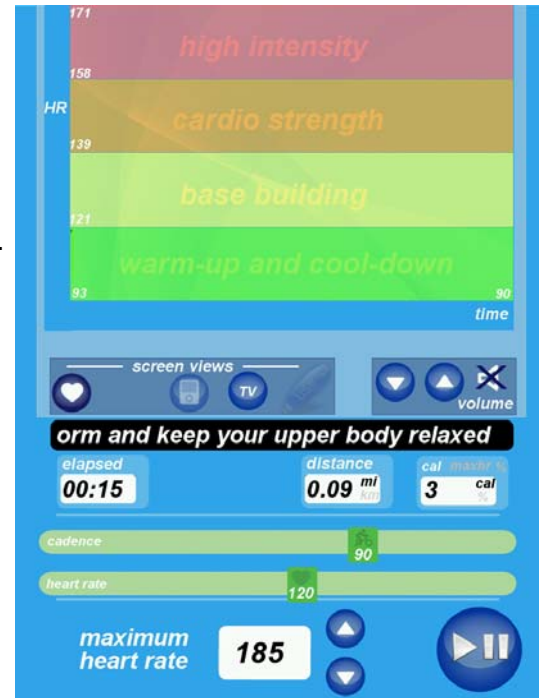 171
high intensity
158
HR
cardio strength
139
base building
121
warm-up and cool-down
93 90
time
screen views
TV
volume
orm and keep your upper body relaxed
elapsed distance cal maxhr %
00:15 0.09 mi km 3 cal %
cadence
90
heart rate
120
maximum
heart rate
185